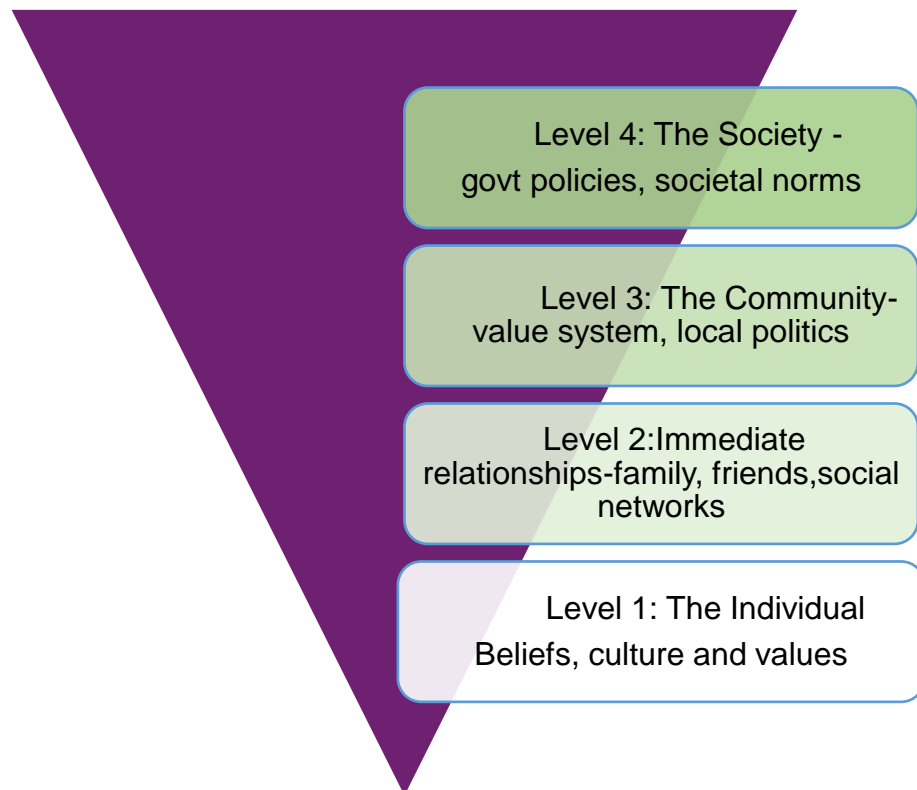 Level 4: The Society -
govt policies, societal norms
Level 3: The Community-
value system, local politics
Level 2:Immediate
relationships-family, friends,social
networks
Level 1: The Individual
Beliefs, culture and values